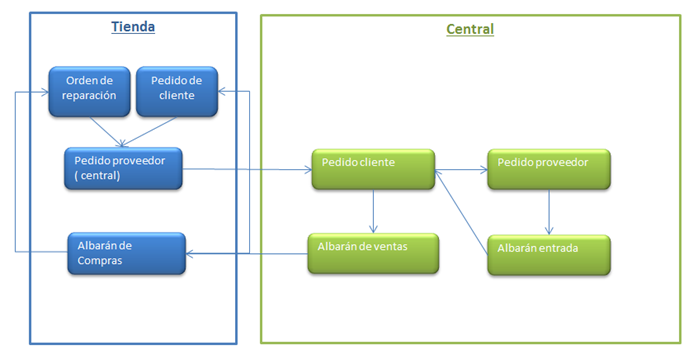 Tienda
Central
Orden de
reparación
Pedido de
cliente
Pedido proveedor
( central)
Pedido cliente
Pedido proveedor
Albarán de
Compras
Albarán de ventas
Albarán entrada